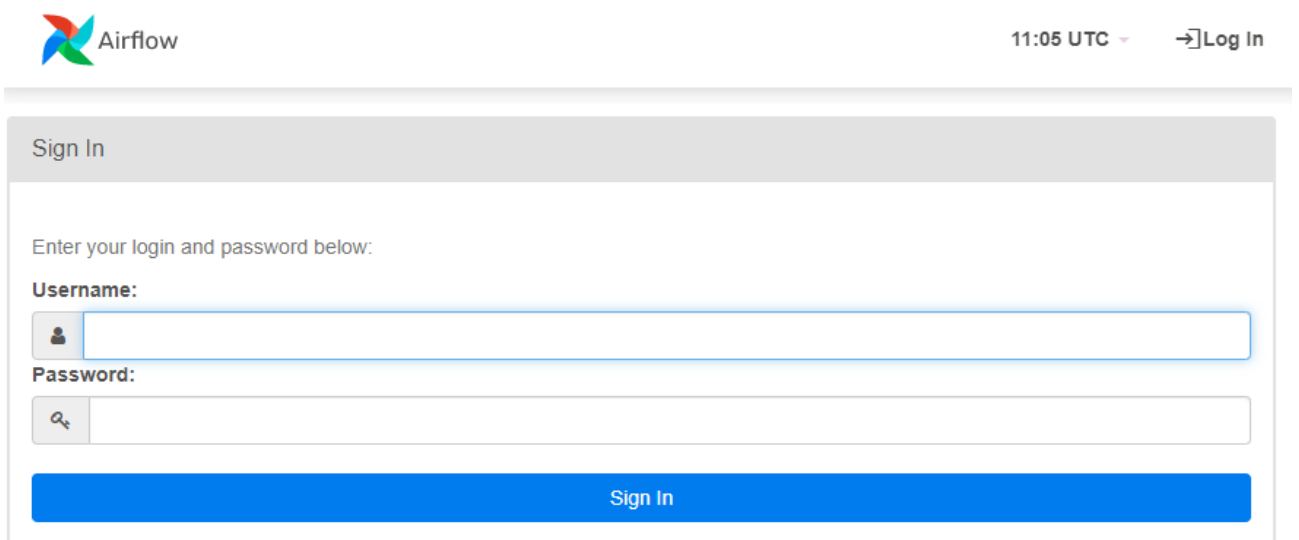 Airflow
11:05 UTC
Log In
Sign In
Enter your login and password below:
Username:
Password:
Sign In